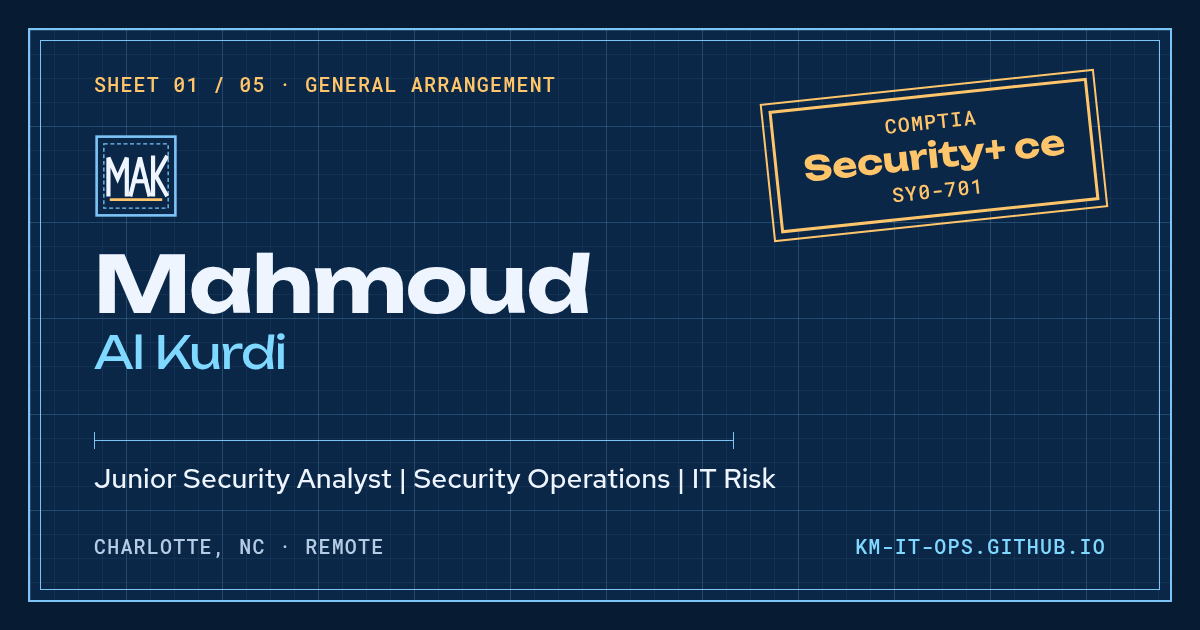 SHEET 01 / 05 · GENERAL ARRANGEMENT
COMPTIA
Security+ ce
SY0-701
MAK
Mahmoud
Al Kurdi
Junior Security Analyst | Security Operations | IT Risk
CHARLOTTE, NC · REMOTE
KM-IT-OPS.GITHUB.IO